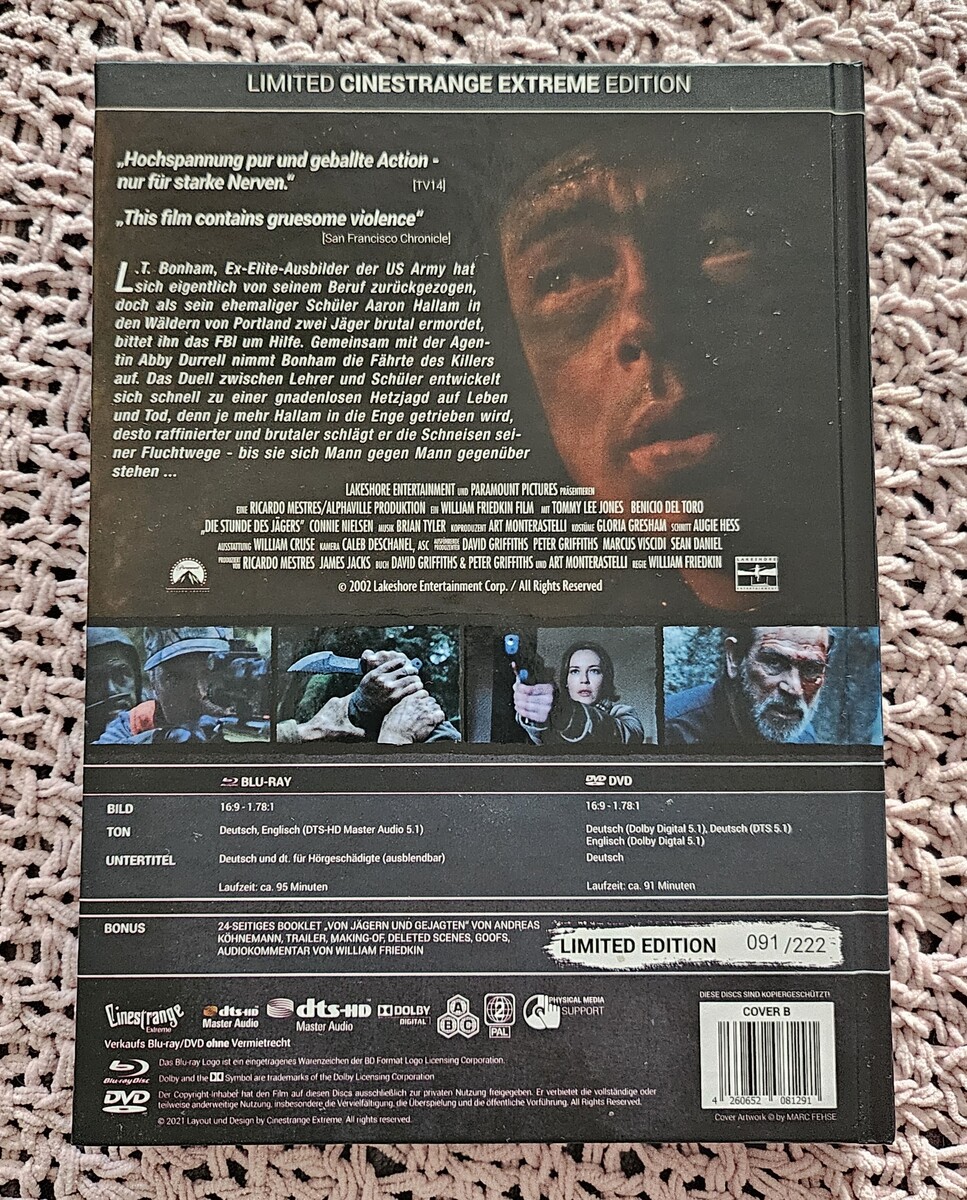 LIMITED CINESTRANGE EXTREME EDITION
„Hochspannung pur und geballte Action -
nur für starke Nerven.“
[TV14]
„This film contains gruesome violence“
[San Francisco Chronicle]
L.T. Bonham, Ex-Elite-Ausbilder der US Army hat
sich eigentlich von seinem Beruf zurückgezogen,
doch als sein ehemaliger Schüler Aaron Hallam in
den Wäldern von Portland zwei Jäger brutal ermordet,
bittet ihn das FBI um Hilfe. Gemeinsam mit der Agen-
tin Abby Durrell nimmt Bonham die Fährte des Killers
auf. Das Duell zwischen Lehrer und Schüler entwickelt
sich schnell zu einer gnadenlosen Hetzjagd auf Leben
und Tod, denn je mehr Hallam in die Enge getrieben wird,
desto raffinierter und brutaler schlägt er die Schneisen sei-
ner Fluchtwege - bis sie sich Mann gegen Mann gegenüber
stehen ...
LAKESHORE ENTERTAINMENT UND PARAMOUNT PICTURES PRÄSENTIEREN
EINE RICARDO MESTRES/ALPHAVILLE PRODUKTION EIN WILLIAM FRIEDKIN FILM MIT TOMMY LEE JONES BENICIO DEL TORO
„DIE STUNDE DES JÄGERS“ CONNIE NIELSEN MUSIK BRIAN TYLER KOPRODUZENT ART MONTERASTELLI KOSTÜME GLORIA GRESHAM SCHNITT AUGIE HESS
AUSSTATTUNG WILLIAM CRUSE KAMERA CALEB DESCHANEL, ASC AUSFÜHRENDE PRODUZENTEN DAVID GRIFFITHS PETER GRIFFITHS MARCUS VISCIDI SEAN DANIEL
PRODUZIERT VON RICARDO MESTRES JAMES JACKS BUCH DAVID GRIFFITHS & PETER GRIFFITHS UND ART MONTERASTELLI REGIE WILLIAM FRIEDKIN
Paramount
LAKESHORE
ENTERTAINMENT
© 2002 Lakeshore Entertainment Corp. / All Rights Reserved
BLU-RAY
DVD DVD
BILD
16:9 - 1.78:1
16:9 - 1.78:1
TON
Deutsch, Englisch (DTS-HD Master Audio 5.1)
Deutsch (Dolby Digital 5.1), Deutsch (DTS 5.1)
Englisch (Dolby Digtal 5.1)
UNTERTITEL
Deutsch und dt. für Hörgeschädigte (ausblendbar)
Deutsch
Laufzeit: ca. 95 Minuten
Laufzeit: ca. 91 Minuten
BONUS
24-SEITIGES BOOKLET „VON JÄGERN UND GEJAGTEN“ VON ANDREAS
KÖHNEMANN, TRAILER, MAKING-OF, DELETED SCENES, GOOFS,
AUDIOKOMMENTAR VON WILLIAM FRIEDKIN
LIMITED EDITION 091/222
Cinestrange
Extreme
dts-HD
Master Audio
dts-HD
Master Audio
DOLBY
DIGITAL
A
B C
2
PAL
PHYSICAL MEDIA
SUPPORT
DIESE DISCS SIND KOPIERGESCHÜTZT!
COVER B
4 260652 081291
Cover Artwork © by MARC FEHSE
Verkaufs Blu-ray/DVD ohne Vermietrecht
Blu-ray Disc
Das Blu-ray Logo ist ein eingetragenes Warenzeichen der BD Format Logo Licensing Corporation.
Dolby and the Symbol are trademarks of the Dolby Licensing Corporation
DVD
Der Copyright-Inhaber hat den Film auf diesen Discs ausschließlich zur privaten Nutzung freigegeben. Er verbietet die vollständige oder
teilweise anderweitige Nutzung, insbesondere die Vervielfältigung, die Überspielung und die öffentliche Vorführung. All Rights Reserved.
© 2021 Layout und Design by Cinestrange Extreme. All rights reserved.